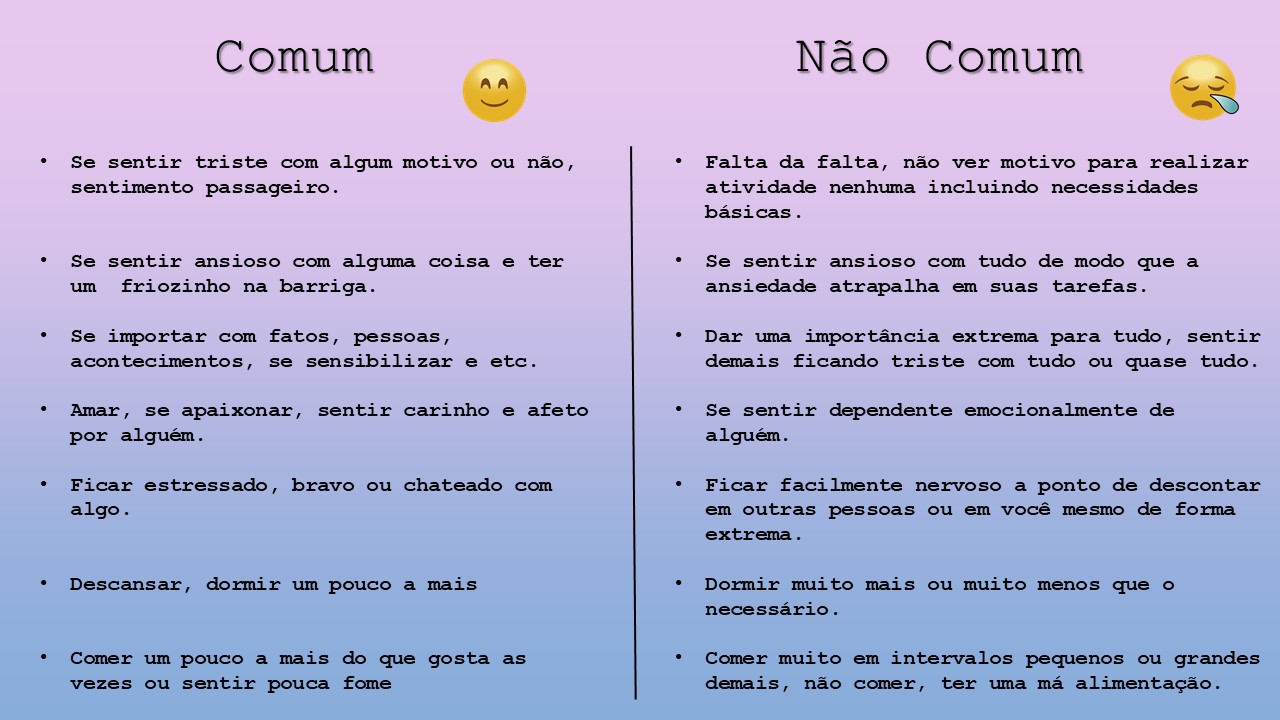 Comum
• Se sentir triste com algum motivo ou não,
sentimento passageiro.
• Se sentir ansioso com alguma coisa e ter
um  friozinho na barriga.
• Se importar com fatos, pessoas,
acontecimentos, se sensibilizar e etc.
• Amar, se apaixonar, sentir carinho e afeto
por alguém.
• Ficar estressado, bravo ou chateado com
algo.
• Descansar, dormir um pouco a mais
• Comer um pouco a mais do que gosta as
vezes ou sentir pouca fome
Não Comum
• Falta da falta, não ver motivo para realizar
atividade nenhuma incluindo necessidades
básicas.
• Se sentir ansioso com tudo de modo que a
ansiedade atrapalha em suas tarefas.
• Dar uma importância extrema para tudo, sentir
demais ficando triste com tudo ou quase tudo.
• Se sentir dependente emocionalmente de
alguém.
• Ficar facilmente nervoso a ponto de descontar
em outras pessoas ou em você mesmo de forma
extrema.
• Dormir muito mais ou muito menos que o
necessário.
• Comer muito em intervalos pequenos ou grandes
demais, não comer, ter uma má alimentação.